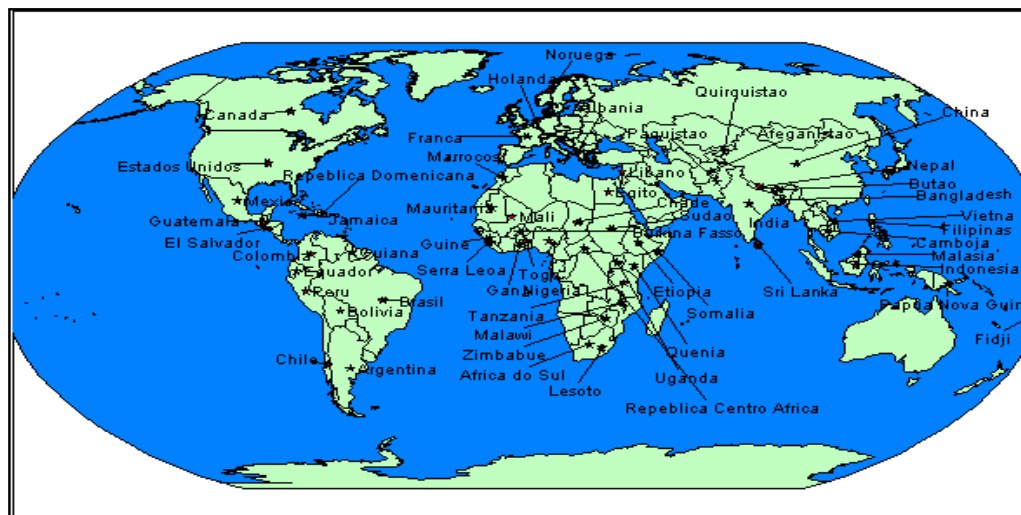 Noruega
Holanda
Albania
Quirquistao
Canada
China
Franca
Paquistao
Afeganistao
Marrocos
Estados Unidos
Republica Domenicana
Libano
Nepal
Egito
Butao
Mexico
Mauritania
Mali
Chade
Bangladesh
Sudao
Guatemala
Jamaica
India
Vietna
Burkina Fasso
Filipinas
El Salvador
Guine
Camboja
Colombia
Guiana
Malasia
Serra Leoa
Togo
Equador
Indonesia
Gana
Nigeria
Etiopia
Sri Lanka
Peru
Brasil
Papua Nova Guin
Bolivia
Tanzania
Somalia
Malawi
Fidji
Zimbabue
Quenia
Chile
Argentina
Africa do Sul
Uganda
Lesoto
Repeblica Centro Africa